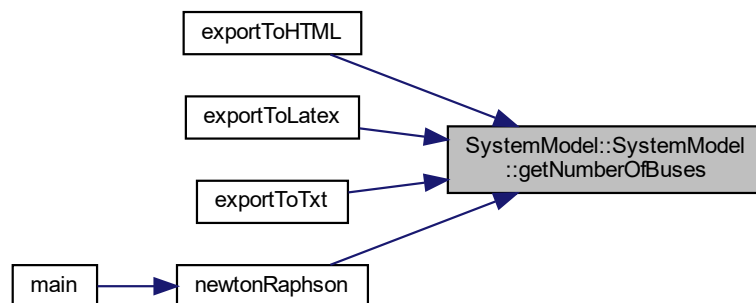 exportToHTML
exportToLatex
SystemModel::SystemModel
::getNumberOfBuses
exportToTxt
main
newtonRaphson